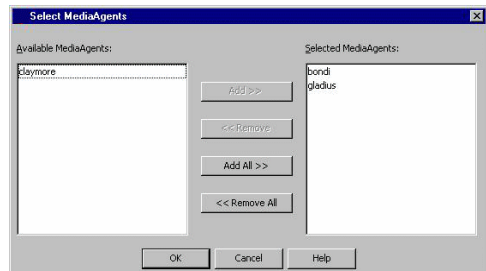 Select MediaAgents
Available MediaAgents:
Selected MediaAgents:
claymore
bondi
gladius
Add >>
<< Remove
Add All >>
<< Remove All
OK
Cancel
Help